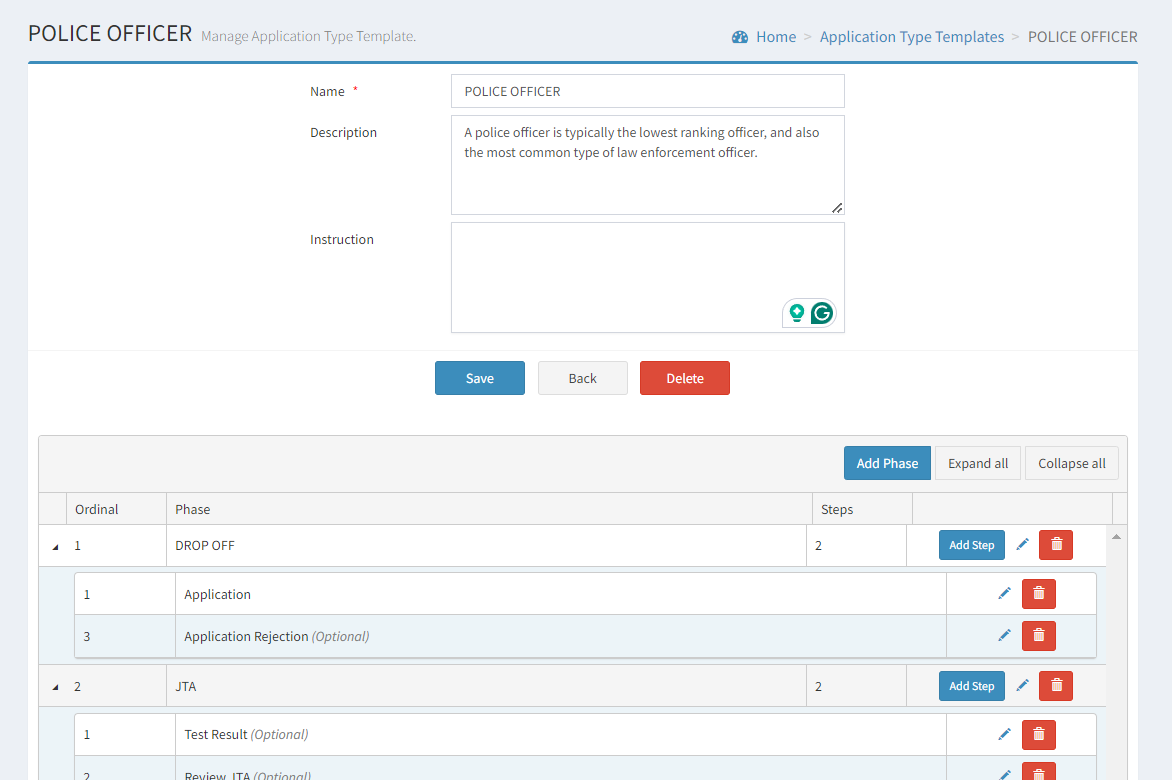 POLICE OFFICER Manage Application Type Template.
Home > Application Type Templates > POLICE OFFICER
Name *
POLICE OFFICER
Description
A police officer is typically the lowest ranking officer, and also
the most common type of law enforcement officer.
Instruction
Save Back Delete
Add Phase Expand all Collapse all
Ordinal Phase Steps
1 DROP OFF 2 Add Step
1 Application
3 Application Rejection (Optional)
2 JTA 2 Add Step
1 Test Result (Optional)
2 Review JTA (Optional)